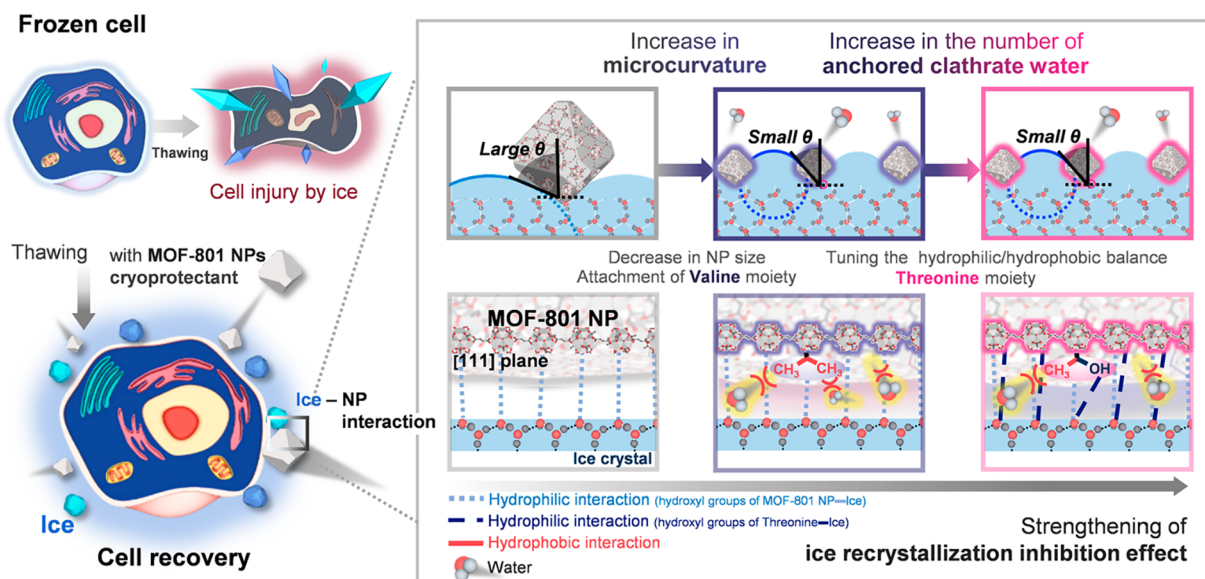 Frozen cell
Thawing
Cell injury by ice
Thawing
with MOF-801 NPs
cryoprotectant
Ice – NP
interaction
Ice
Cell recovery
Increase in
microcurvature
Increase in the number of
anchored clathrate water
Large θ
Small θ
Small θ
Decrease in NP size
Attachment of Valine moiety
Tuning the hydrophilic/hydrophobic balance
Threonine moiety
MOF-801 NP
[111] plane
Ice crystal
CH3 CH3
CH3 OH
Hydrophilic interaction (hydroxyl groups of MOF-801 NP—Ice)
Hydrophilic interaction (hydroxyl groups of Threonine—Ice)
Hydrophobic interaction
Water
Strengthening of
ice recrystallization inhibition effect